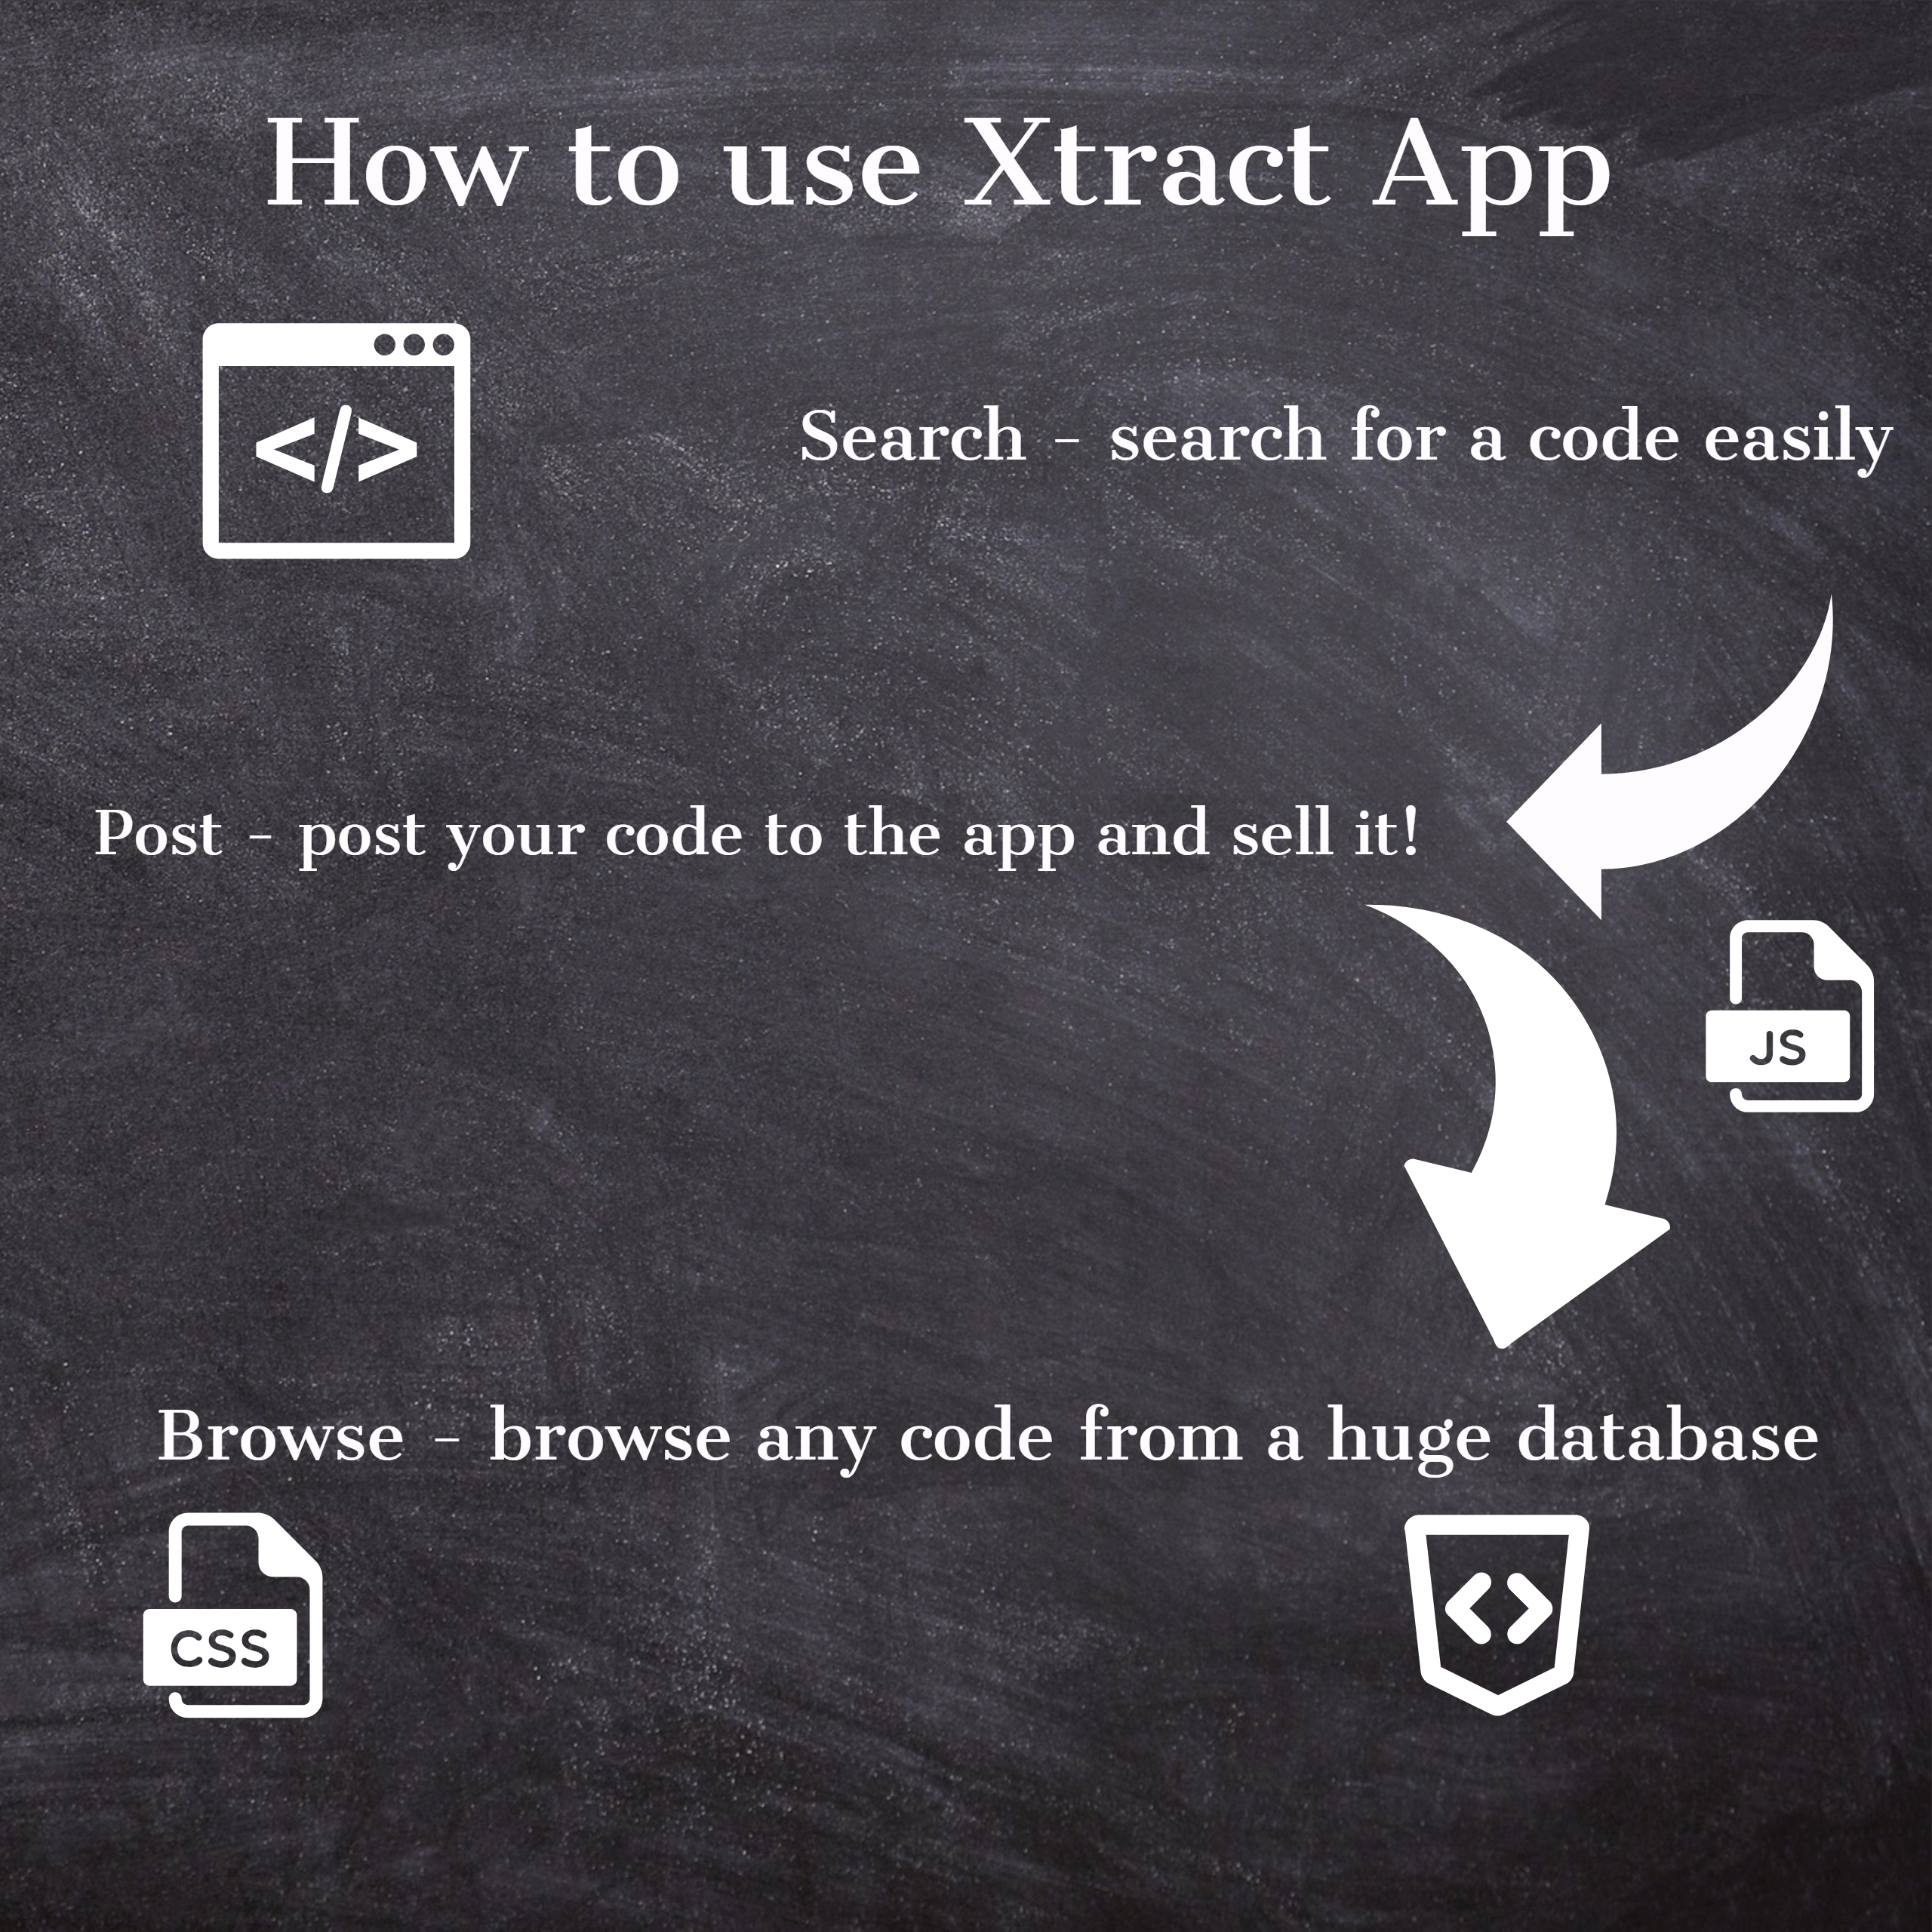 How to use Xtract App
</>
Search - search for a code easily
Post - post your code to the app and sell it!
JS
Browse - browse any code from a huge database
CSS
<>